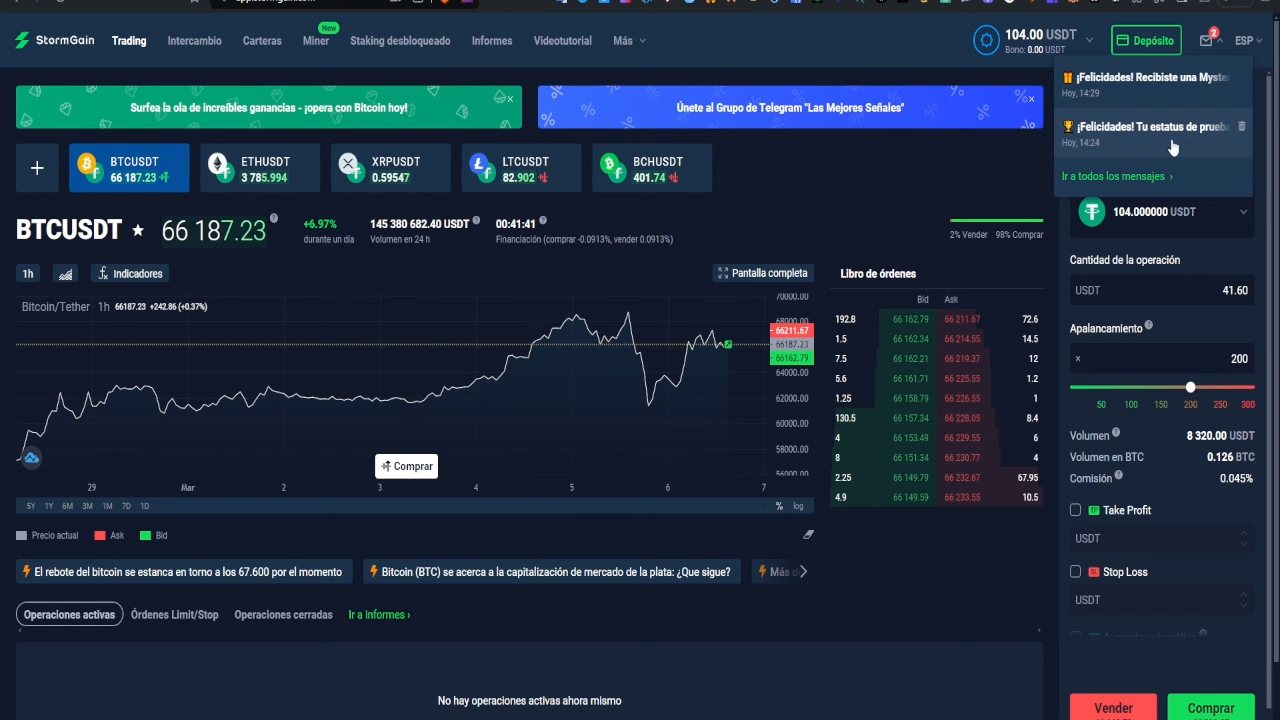 StormGain
Trading
Intercambio
Carteras
New
Miner
Staking desbloqueado
Informes
Videotutorial
Más
104.00 USDT
Bono: 0.00 USDT
Depósito
2
ESP
¡Felicidades! Recibiste una Myste
Hoy, 14:29
¡Felicidades! Tu estatus de prueba
Hoy, 14:24
Ir a todos los mensajes ›
Surfea la ola de increíbles ganancias - ¡opera con Bitcoin hoy!
Únete al Grupo de Telegram "Las Mejores Señales"
BTCUSDT
66 187.23
ETHUSDT
3 785.994
XRPUSDT
0.59547
LTCUSDT
82.902
BCHUSDT
401.74
BTCUSDT ★ 66 187.23
+6.97%
durante un día
145 380 682.40 USDT
Volumen en 24 h
00:41:41
Financiación (comprar -0.0913%, vender 0.0913%)
2% Vender 98% Comprar
1h
Indicadores
Pantalla completa
Bitcoin/Tether 1h 66187.23 +242.86 (+0.37%)
70000.00
68000.00
66211.67
66187.23
66162.79
64000.00
62000.00
60000.00
58000.00
56000.00
Comprar
29 Mar 2 3 4 5 6 7
5Y 1Y 6M 3M 1M 7D 1D
% log
Precio actual Ask Bid
Libro de órdenes
Bid Ask
192.8 66 162.79 66 211.67 72.6
1.5 66 162.34 66 214.55 14.5
7.5 66 162.21 66 219.37 12
5.6 66 161.71 66 225.55 1.2
1.25 66 158.79 66 226.55 1
130.5 66 157.34 66 228.05 8.4
4 66 153.49 66 229.55 6
8 66 151.34 66 230.77 4
2.25 66 149.79 66 232.67 67.95
4.9 66 149.59 66 233.55 10.5
El rebote del bitcoin se estanca en torno a los 67.600 por el momento
Bitcoin (BTC) se acerca a la capitalización de mercado de la plata: ¿Que sigue?
Más d
Operaciones activas
Órdenes Limit/Stop
Operaciones cerradas
Ir a informes ›
No hay operaciones activas ahora mismo
104.000000 USDT
Cantidad de la operación
USDT 41.60
Apalancamiento
× 200
50 100 150 200 250 300
Volumen 8 320.00 USDT
Volumen en BTC 0.126 BTC
Comisión 0.045%
TP Take Profit
USDT
SL Stop Loss
USDT
Vender
Comprar